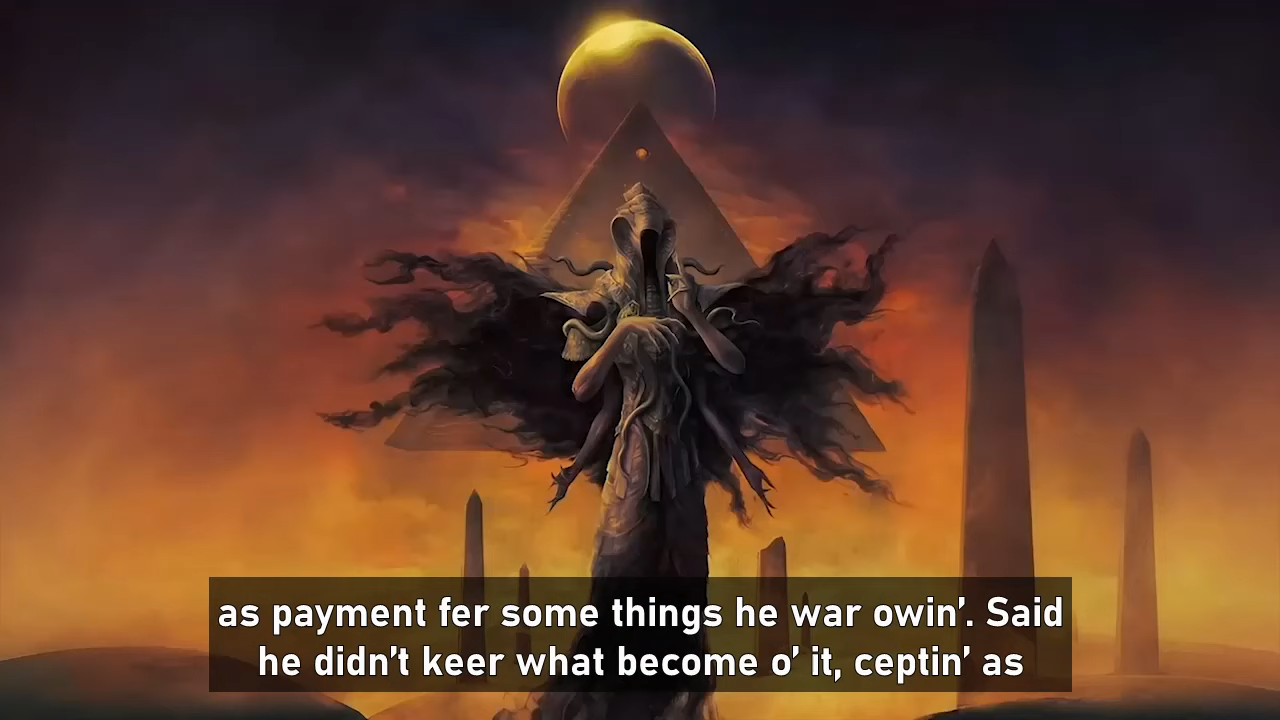 as payment fer some things he war owin’. Said
he didn’t keer what become o’ it, ceptin’ as